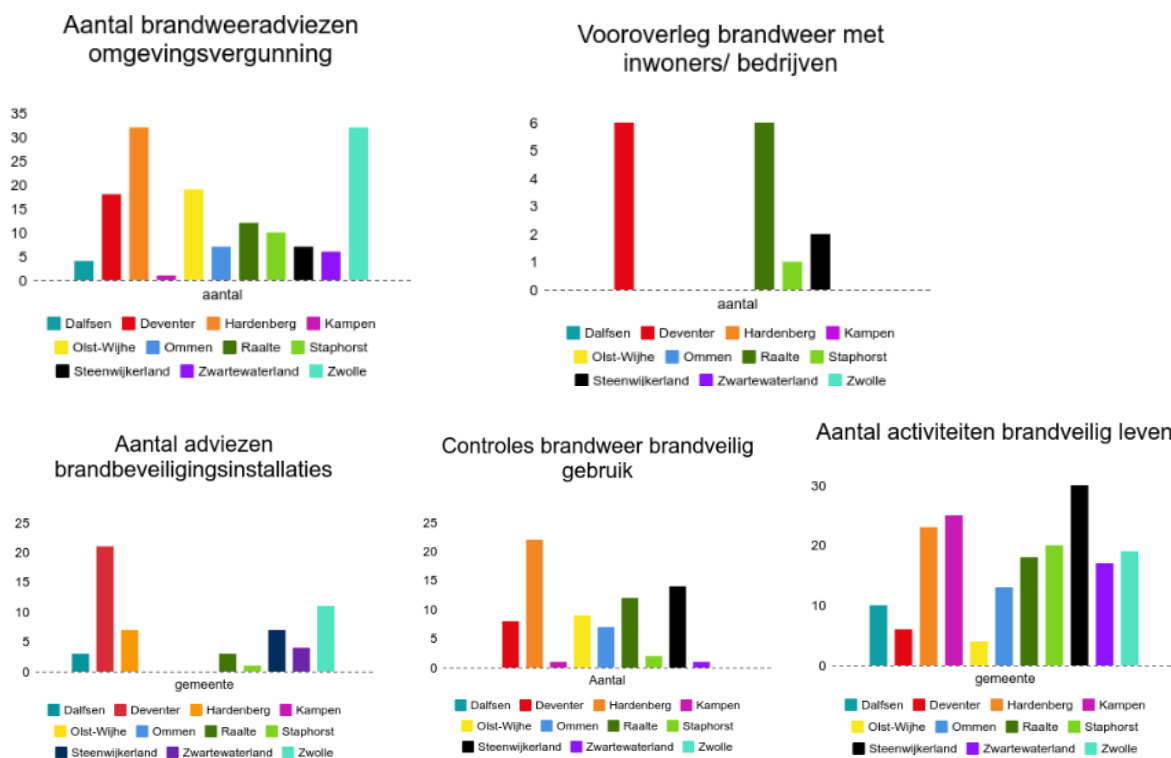 Aantal brandweeradviezen
omgevingsvergunning
35
30
25
20
15
10
5
0
aantal
Dalfsen Deventer Hardenberg Kampen
Olst-Wijhe Ommen Raalte Staphorst
Steenwijkerland Zwartewaterland Zwolle
Vooroverleg brandweer met
inwoners/ bedrijven
6
5
4
3
2
1
0
aantal
Dalfsen Deventer Hardenberg Kampen
Olst-Wijhe Ommen Raalte Staphorst
Steenwijkerland Zwartewaterland Zwolle
Aantal adviezen
brandbeveiligingsinstallaties
25
20
15
10
5
0
gemeente
Dalfsen Deventer Hardenberg Kampen
Olst-Wijhe Ommen Raalte Staphorst
Steenwijkerland Zwartewaterland Zwolle
Controles brandweer brandveilig
gebruik
25
20
15
10
5
0
Aantal
Dalfsen Deventer Hardenberg Kampen
Olst-Wijhe Ommen Raalte Staphorst
Steenwijkerland Zwartewaterland Zwolle
Aantal activiteiten brandveilig leven
30
20
10
0
gemeente
Dalfsen Deventer Hardenberg Kampen
Olst-Wijhe Ommen Raalte Staphorst
Steenwijkerland Zwartewaterland Zwolle